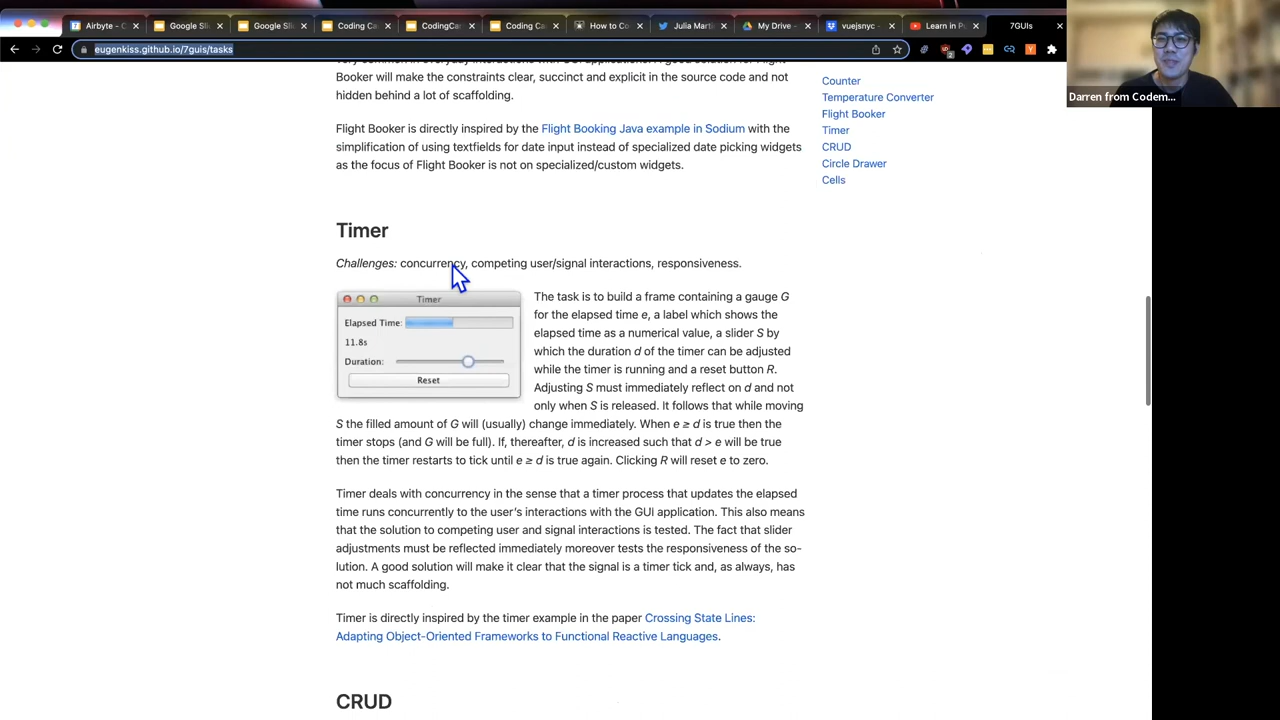 Airbyte -
Google Sli
Google Sli
Coding Ca
CodingCar
Coding Ca
How to Co
Julia Marti
My Drive -
vuejsnyc -
Learn in P
7GUIs
eugenkiss.github.io/7guis/tasks
Darren from Codem...
Booker will make the constraints clear, succinct and explicit in the source code and not
hidden behind a lot of scaffolding.
Flight Booker is directly inspired by the Flight Booking Java example in Sodium with the
simplification of using textfields for date input instead of specialized date picking widgets
as the focus of Flight Booker is not on specialized/custom widgets.
Counter
Temperature Converter
Flight Booker
Timer
CRUD
Circle Drawer
Cells
Timer
Challenges: concurrency, competing user/signal interactions, responsiveness.
Timer
Elapsed Time:
11.8s
Duration:
Reset
The task is to build a frame containing a gauge G
for the elapsed time e, a label which shows the
elapsed time as a numerical value, a slider S by
which the duration d of the timer can be adjusted
while the timer is running and a reset button R.
Adjusting S must immediately reflect on d and not
only when S is released. It follows that while moving
S the filled amount of G will (usually) change immediately. When e ≥ d is true then the
timer stops (and G will be full). If, thereafter, d is increased such that d > e will be true
then the timer restarts to tick until e ≥ d is true again. Clicking R will reset e to zero.
Timer deals with concurrency in the sense that a timer process that updates the elapsed
time runs concurrently to the user's interactions with the GUI application. This also means
that the solution to competing user and signal interactions is tested. The fact that slider
adjustments must be reflected immediately moreover tests the responsiveness of the so-
lution. A good solution will make it clear that the signal is a timer tick and, as always, has
not much scaffolding.
Timer is directly inspired by the timer example in the paper Crossing State Lines:
Adapting Object-Oriented Frameworks to Functional Reactive Languages.
CRUD